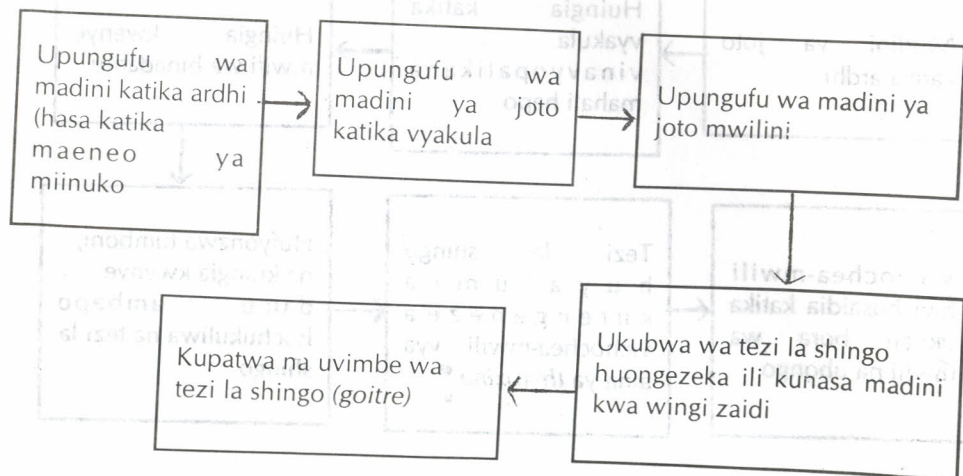 Upungufu wa
madini katika ardhi
(hasa katika
maeneo ya
miinuko
Upungufu wa
madini ya joto
katika vyakula
Upungufu wa madini ya
joto mwilini
Ukubwa wa tezi la shingo
huongezeka ili kunasa madini
kwa wingi zaidi
Kupatwa na uvimbe wa
tezi la shingo (goitre)